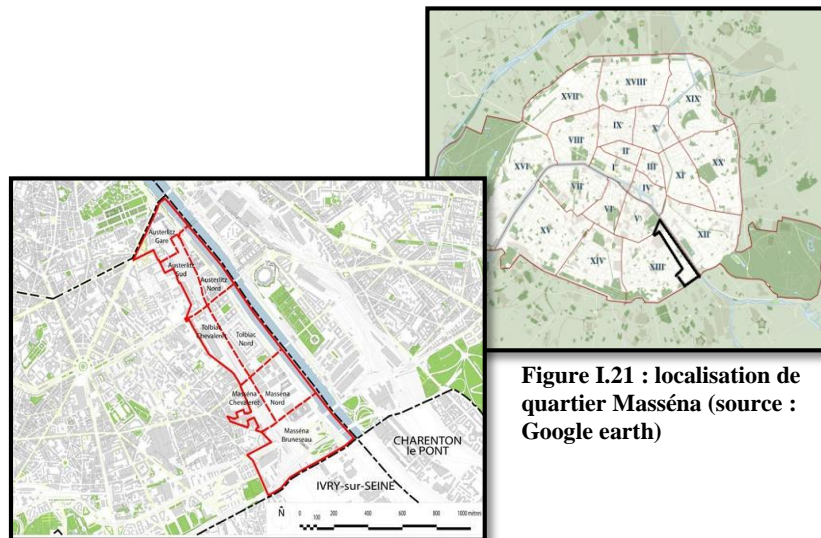 XVII
XVIII
XIX
IX
X
VIII
II
I
III
XX
XVI
VII
IV
XI
VI
V
XV
XII
XIV
XIII
Austerlitz
Gare
Austerlitz
Sud
Austerlitz
Nord
Tolbiac
Chevaleret
Tolbiac
Nord
Masséna
Chevaleret
Masséna
Nord
Masséna
Bruneseau
CHARENTON
le PONT
IVRY-sur-SEINE
N
0 100 200 400 600 800 1000 mètres
Figure I.21 : localisation de
quartier Masséna (source :
Google earth)